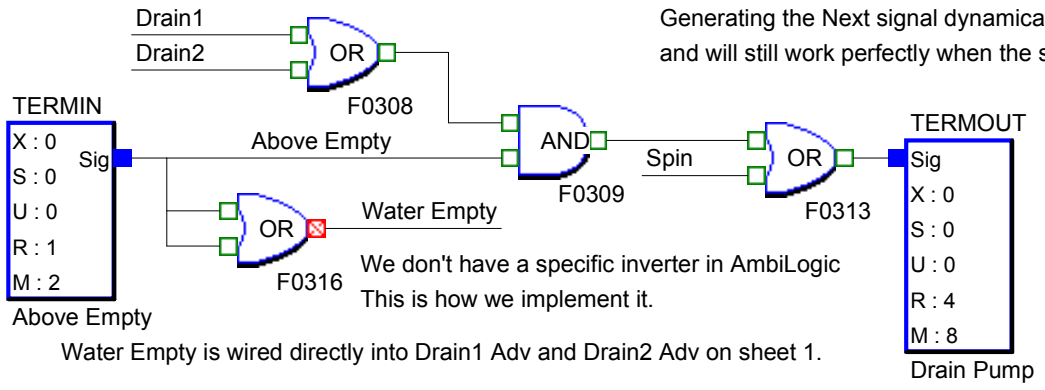 Drain1
Generating the Next signal dynamica
Drain2
OR
and will still work perfectly when the s
F0308
TERMIN
TERMOUT
X : 0
Sig
Above Empty
AND
Spin
OR
Sig
S : 0
X : 0
U : 0
F0309
S : 0
R : 1
OR
Water Empty
F0313
U : 0
M : 2
F0316
We don't have a specific inverter in AmbiLogic
This is how we implement it.
R : 4
Above Empty
M : 8
Water Empty is wired directly into Drain1 Adv and Drain2 Adv on sheet 1.
Drain Pump